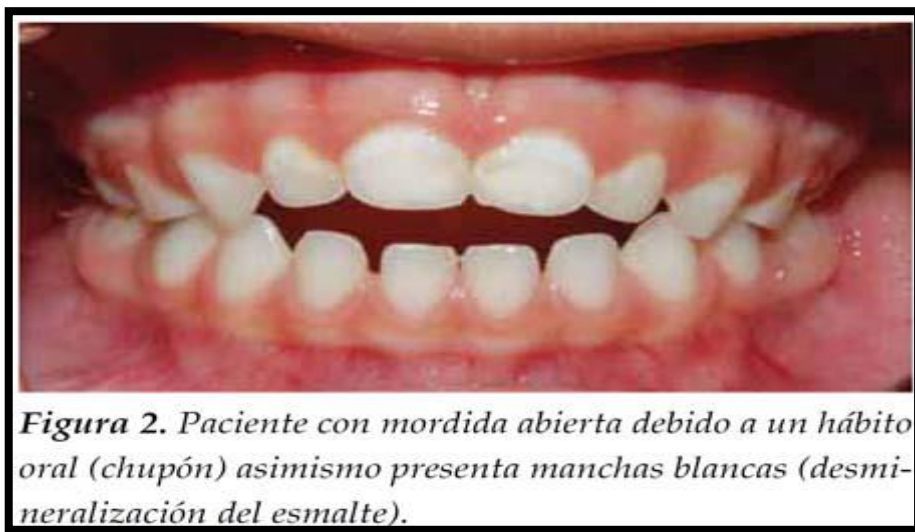 Figura 2. Paciente con mordida abierta debido a un hábito
oral (chupón) asimismo presenta manchas blancas (desmi-
neralización del esmalte).